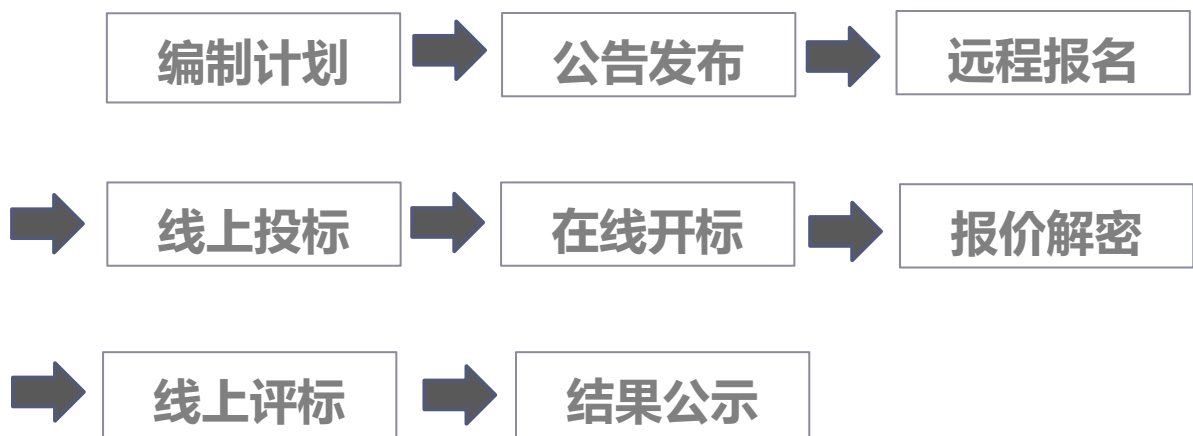 编制计划
公告发布
远程报名
线上投标
在线开标
报价解密
线上评标
结果公示